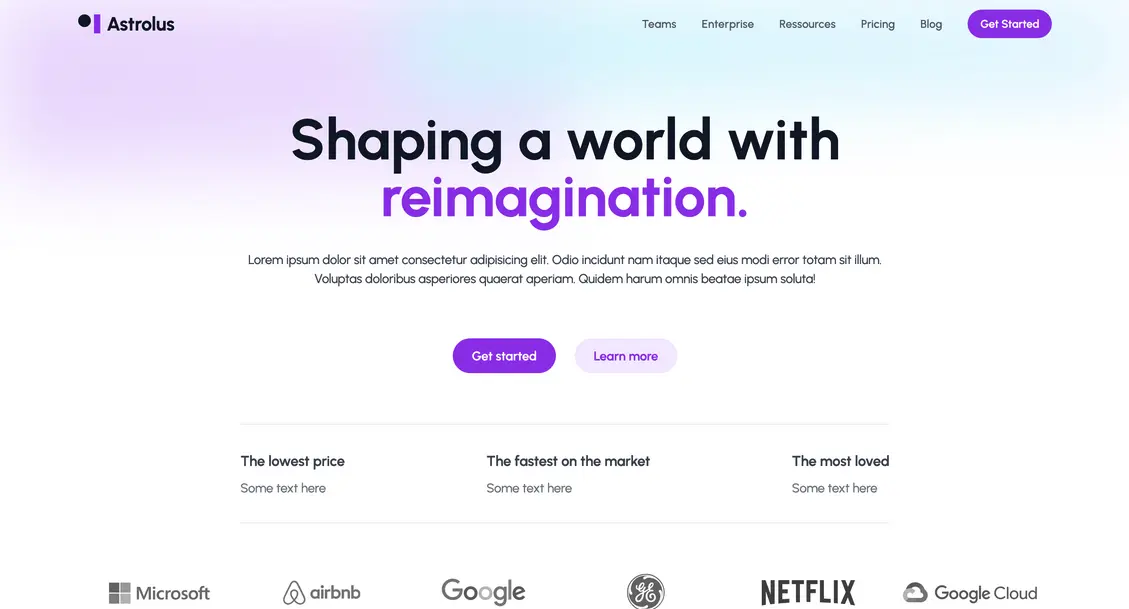 Astrolus
Teams Enterprise Ressources Pricing Blog Get Started
Shaping a world with
reimagination.
Lorem ipsum dolor sit amet consectetur adipisicing elit. Odio incidunt nam itaque sed eius modi error totam sit illum.
Voluptas doloribus asperiores quaerat aperiam. Quidem harum omnis beatae ipsum soluta!
Get started Learn more
The lowest price
Some text here
The fastest on the market
Some text here
The most loved
Some text here
Microsoft airbnb Google GE NETFLIX Google Cloud